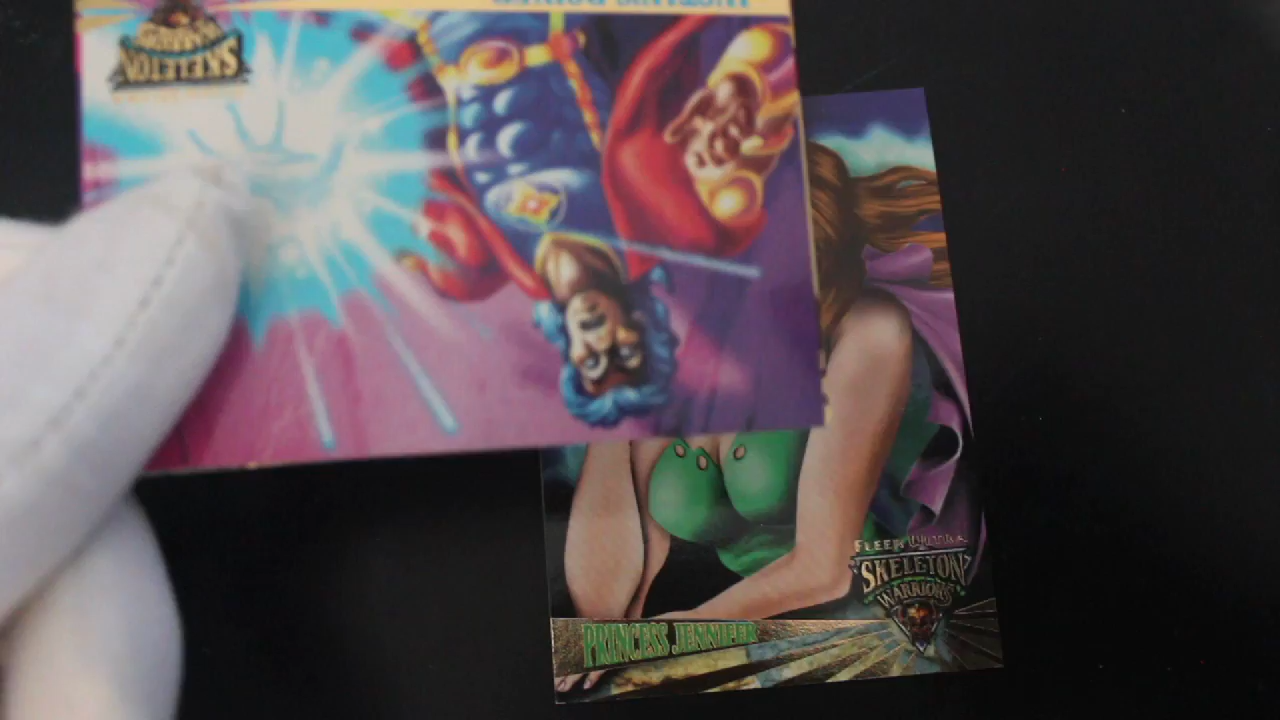 SKELETON
WARRIORS
FLEER ULTRA
SKELETON
WARRIORS
PRINCESS JENNIFER